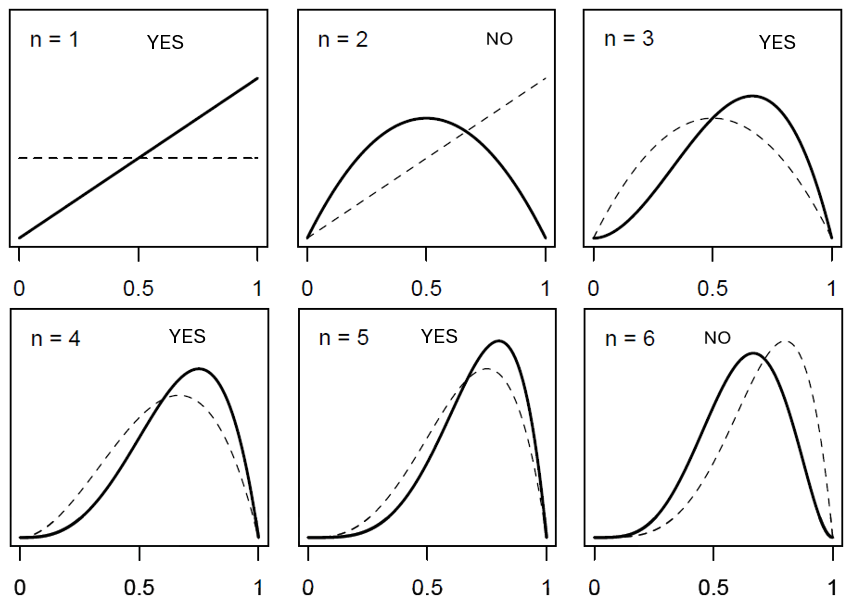 n = 1 YES
n = 2 NO
n = 3 YES
0 0.5 1
0 0.5 1
0 0.5 1
n = 4 YES
n = 5 YES
n = 6 NO
0 0.5 1
0 0.5 1
0 0.5 1